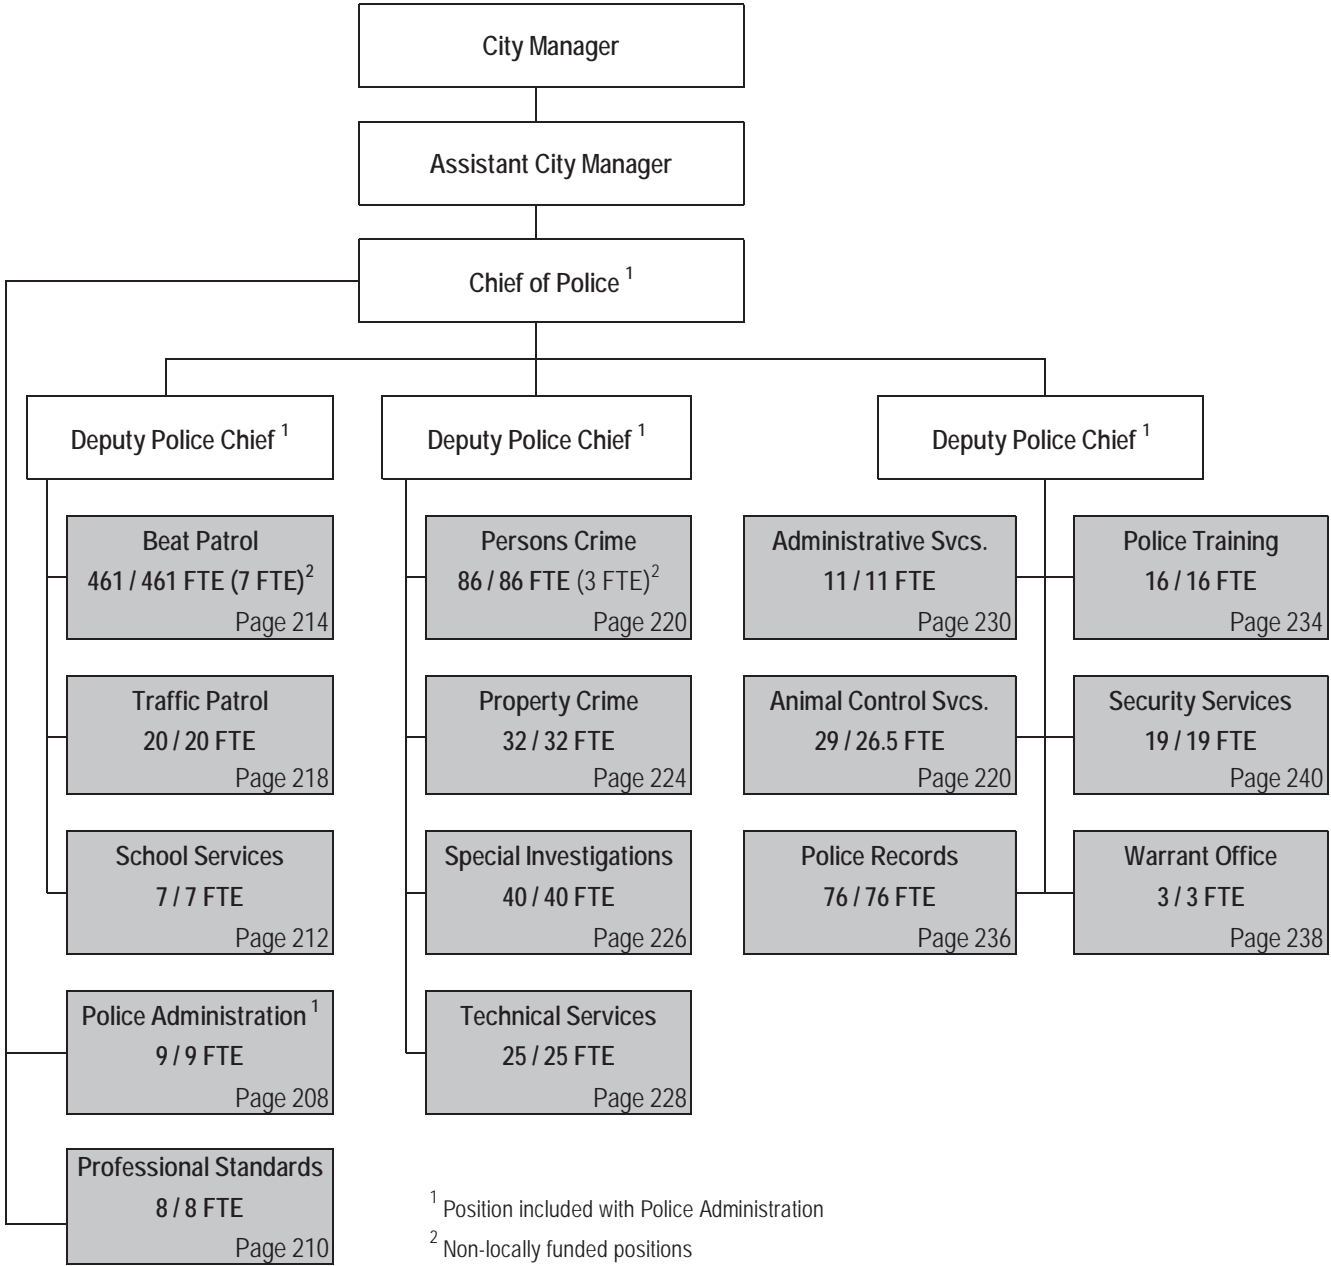 City Manager
Assistant City Manager
Chief of Police 1
Deputy Police Chief 1
Beat Patrol
461 / 461 FTE (7 FTE)2
Page 214
Traffic Patrol
20 / 20 FTE
Page 218
School Services
7 / 7 FTE
Page 212
Police Administration 1
9 / 9 FTE
Page 208
Professional Standards
8 / 8 FTE
Page 210
Deputy Police Chief 1
Persons Crime
86 / 86 FTE (3 FTE)2
Page 220
Property Crime
32 / 32 FTE
Page 224
Special Investigations
40 / 40 FTE
Page 226
Technical Services
25 / 25 FTE
Page 228
Deputy Police Chief 1
Administrative Svcs.
11 / 11 FTE
Page 230
Animal Control Svcs.
29 / 26.5 FTE
Page 220
Police Records
76 / 76 FTE
Page 236
Police Training
16 / 16 FTE
Page 234
Security Services
19 / 19 FTE
Page 240
Warrant Office
3 / 3 FTE
Page 238
1 Position included with Police Administration
2 Non-locally funded positions